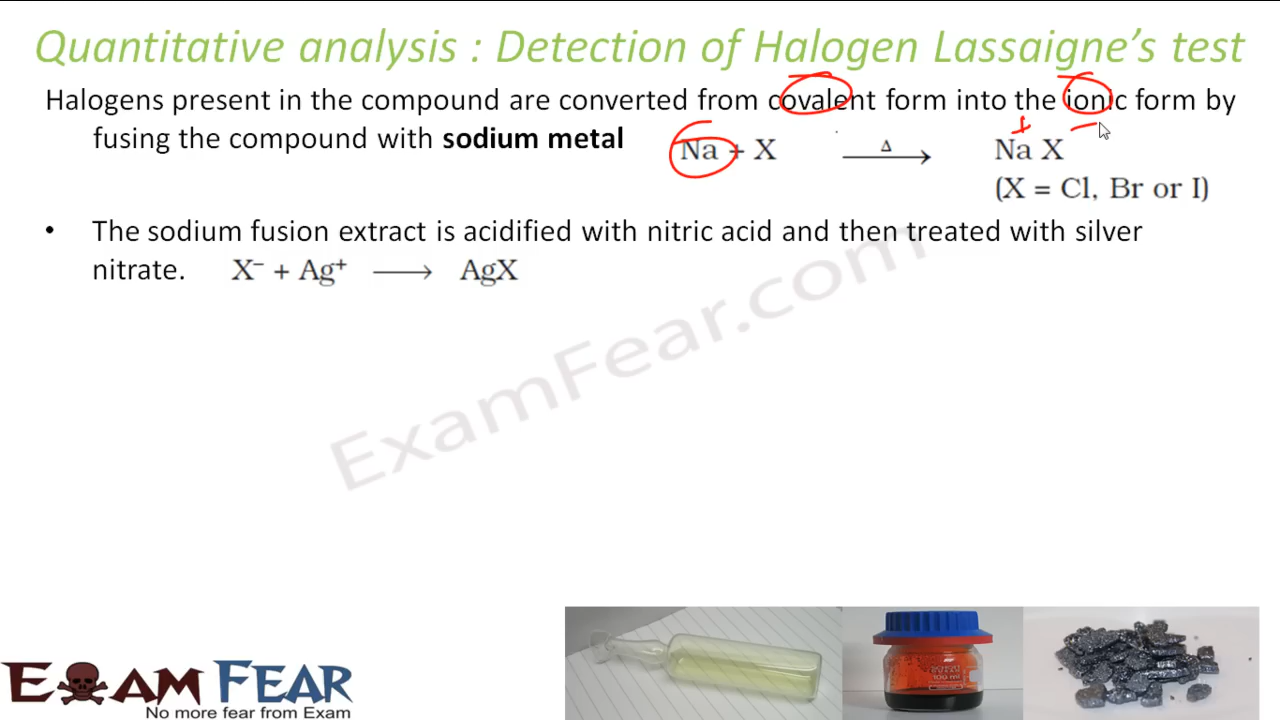 Quantitative analysis : Detection of Halogen Lassaigne's test
Halogens present in the compound are converted from covalent form into the ionic form by
fusing the compound with sodium metal
Na + X ⟶ Δ Na X
+ −
(X = Cl, Br or I)
• The sodium fusion extract is acidified with nitric acid and then treated with silver
nitrate. X⁻ + Ag⁺ ⟶ AgX
ExamFear.com
100 ml
EXAM FEAR
No more fear from Exam